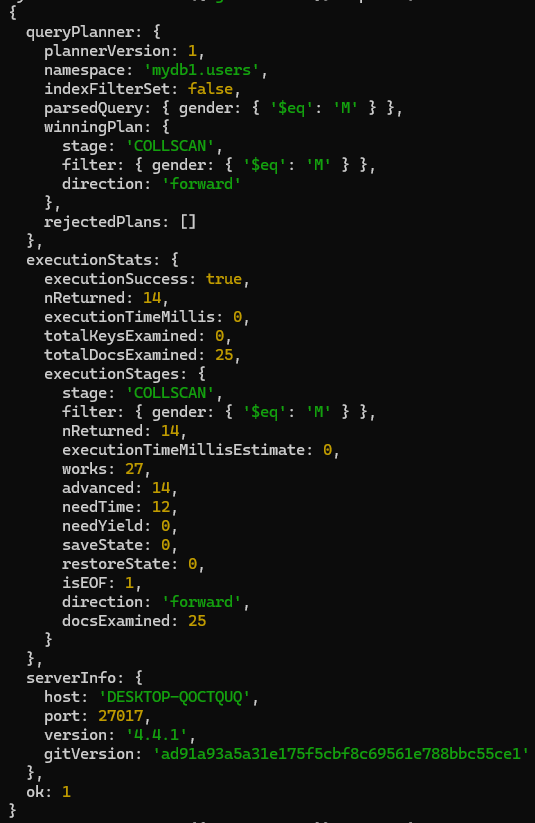 {
  queryPlanner: {
    plannerVersion: 1,
    namespace: 'mydb1.users',
    indexFilterSet: false,
    parsedQuery: { gender: { '$eq': 'M' } },
    winningPlan: {
      stage: 'COLLSCAN',
      filter: { gender: { '$eq': 'M' } },
      direction: 'forward'
    },
    rejectedPlans: []
  },
  executionStats: {
    executionSuccess: true,
    nReturned: 14,
    executionTimeMillis: 0,
    totalKeysExamined: 0,
    totalDocsExamined: 25,
    executionStages: {
      stage: 'COLLSCAN',
      filter: { gender: { '$eq': 'M' } },
      nReturned: 14,
      executionTimeMillisEstimate: 0,
      works: 27,
      advanced: 14,
      needTime: 12,
      needYield: 0,
      saveState: 0,
      restoreState: 0,
      isEOF: 1,
      direction: 'forward',
      docsExamined: 25
    }
  },
  serverInfo: {
    host: 'DESKTOP-QOCTQUQ',
    port: 27017,
    version: '4.4.1',
    gitVersion: 'ad91a93a5a31e175f5cbf8c69561e788bbc55ce1'
  },
  ok: 1
}